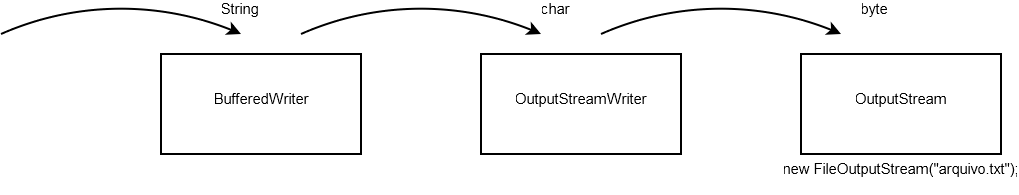 String
char
byte
BufferedWriter
OutputStreamWriter
OutputStream
new FileOutputStream("arquivo.txt");